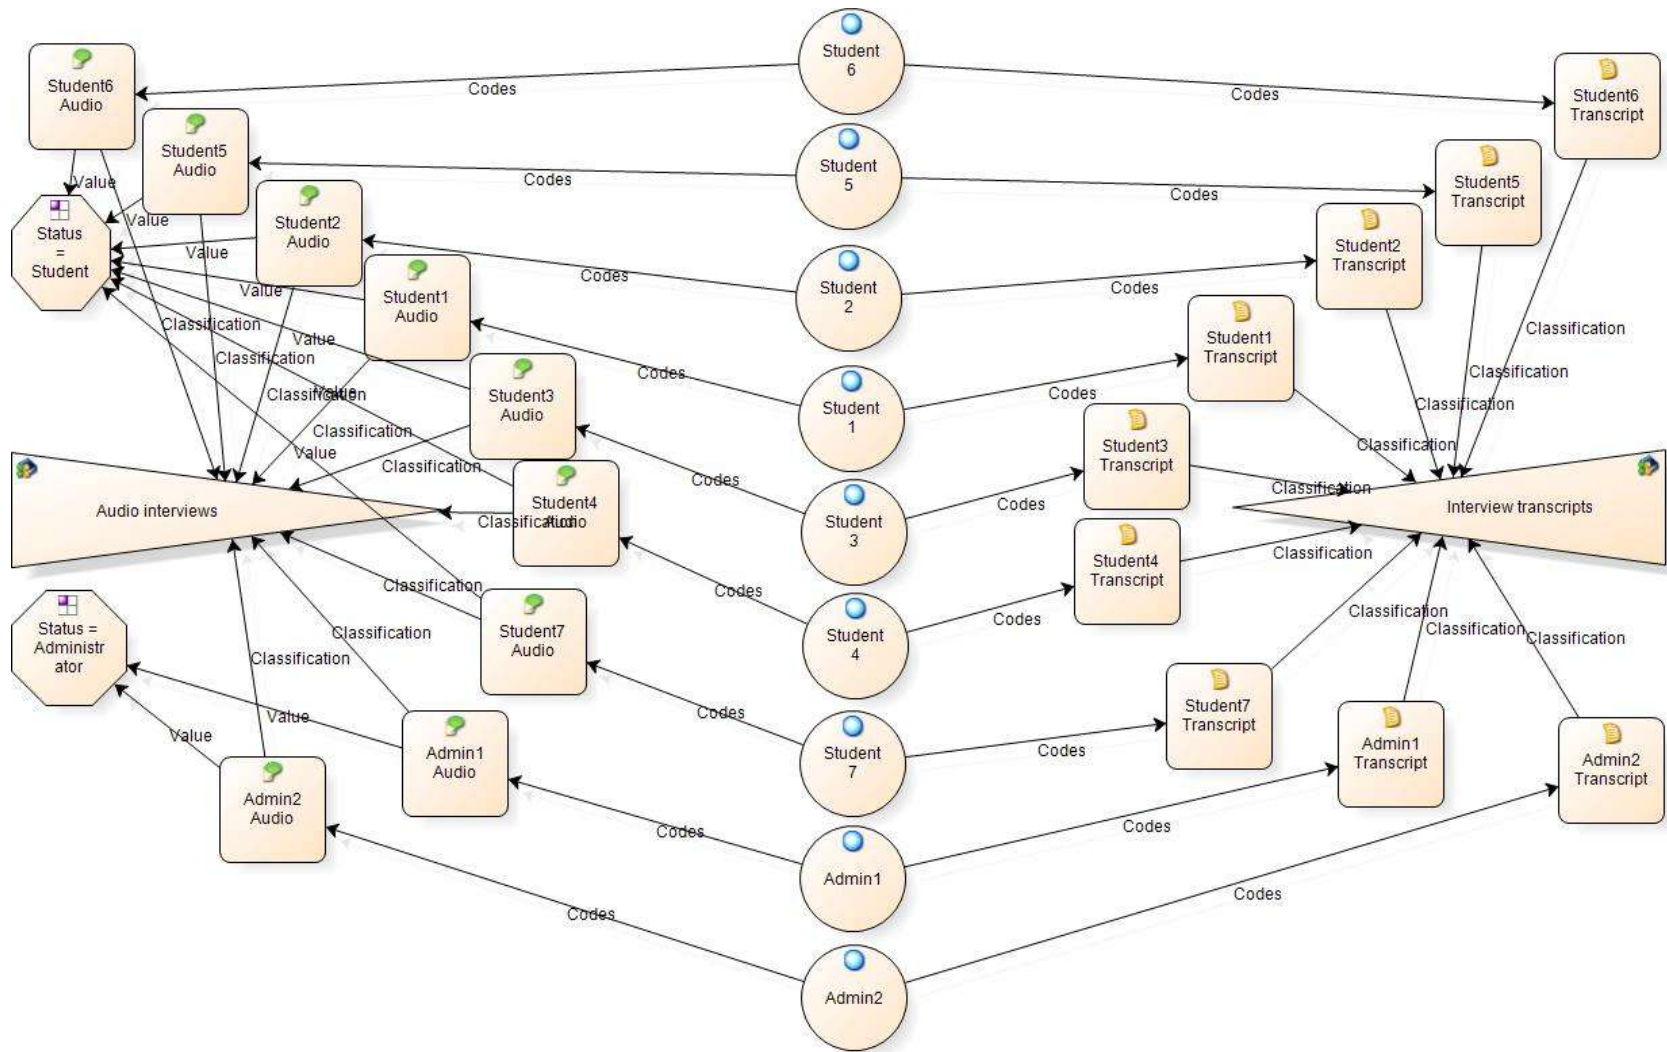 Student
6
Student6
Audio
Codes
Codes
Student6
Transcript
Student5
Audio
Student
5
Codes
Codes
Student5
Transcript
Value
Value
Status
=
Student
Student2
Audio
Value
Codes
Student
2
Codes
Student2
Transcript
Value
Student1
Audio
Student1
Transcript
Classification
Classification
Value
Classification
Codes
Student
1
Codes
Classification
Classification
Value
Student3
Audio
Classification
Classification
Value
Classification
Student3
Transcript
Classification
Codes
Codes
Classification
Audio interviews
Student4
Audio
Classification
Student
3
Interview transcripts
Student4
Transcript
Classification
Classification
Codes
Codes
Status =
Administr
ator
Classification
Classification
Student7
Audio
Student
4
Classification
Classification
Classification
Value
Value
Codes
Student7
Transcript
Admin1
Audio
Student
7
Codes
Admin1
Transcript
Admin2
Transcript
Admin2
Audio
Codes
Codes
Admin1
Codes
Codes
Admin2